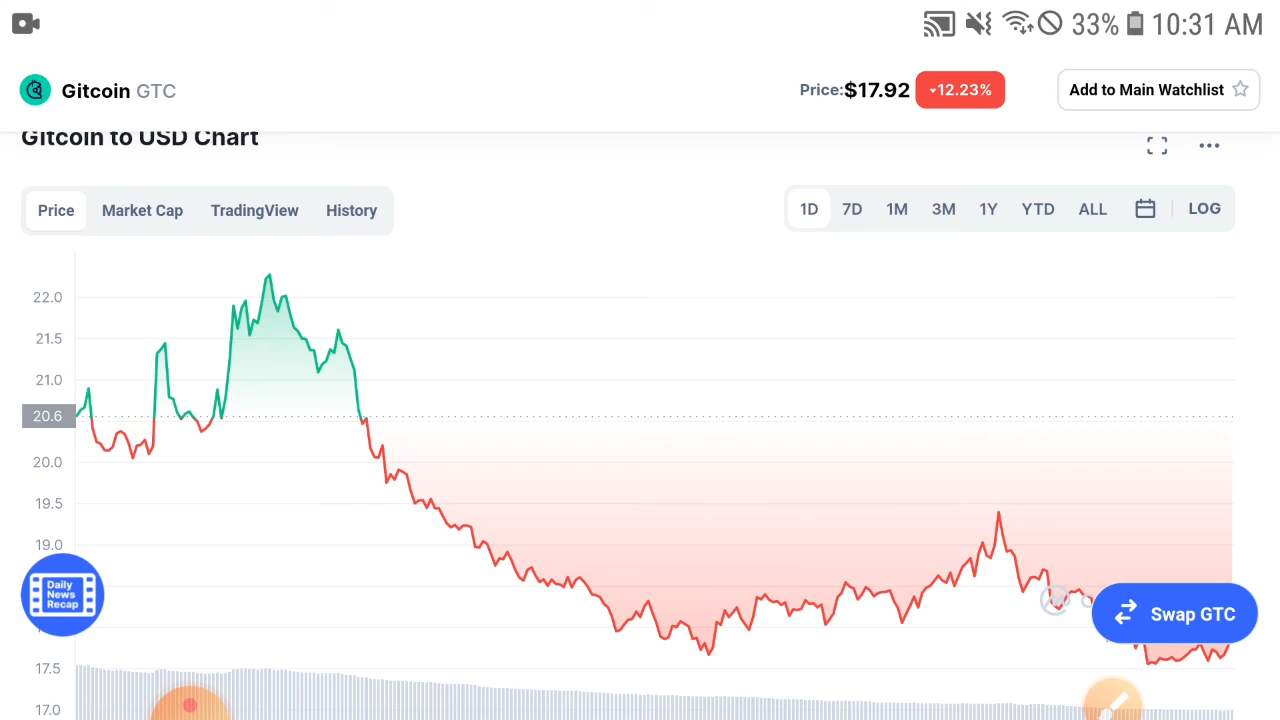 33% 10:31 AM
Gitcoin GTC
Price:$17.92 12.23%
Add to Main Watchlist
Gitcoin to USD Chart
Price Market Cap TradingView History
1D 7D 1M 3M 1Y YTD ALL LOG
22.0
21.5
21.0
20.6
20.0
19.5
19.0
17.5
17.0
Daily
News
Recap
Swap GTC